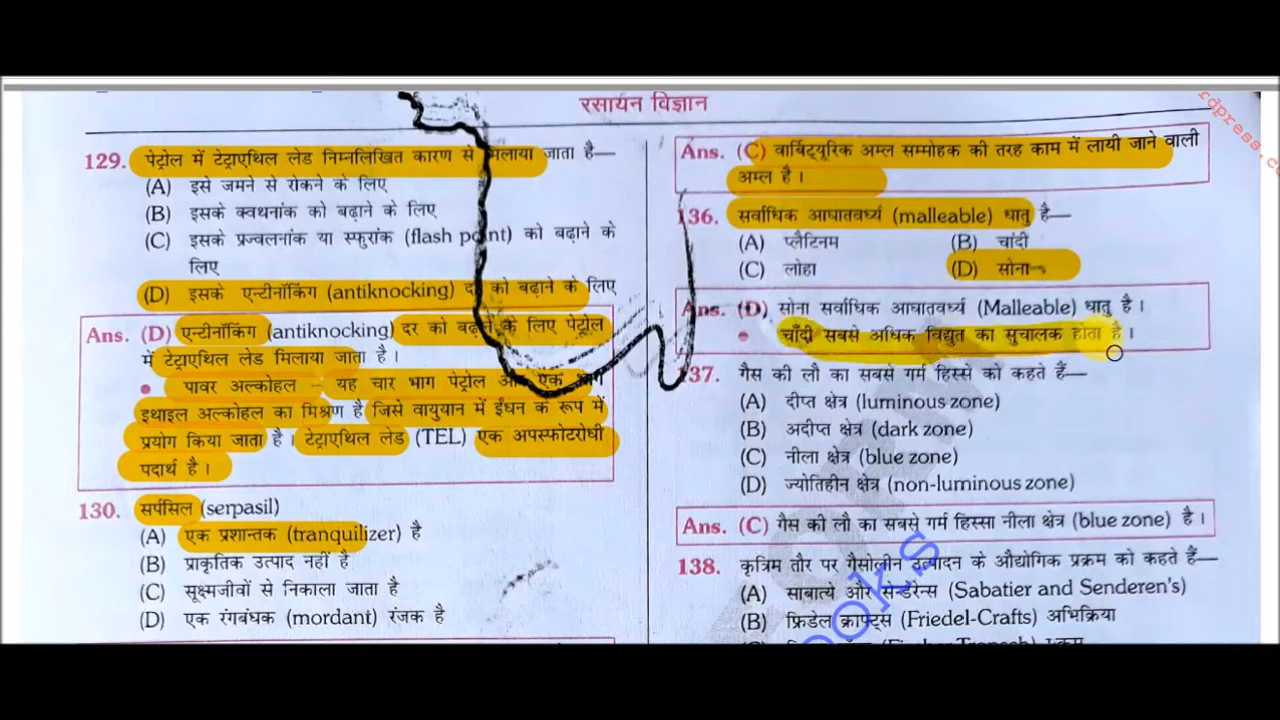 रसायन विज्ञान
129. पेट्रोल में टेट्राएथिल लेड निम्नलिखित कारण से मिलाया जाता है—
(A) इसे जमने से रोकने के लिए
(B) इसके क्वथनांक को बढ़ाने के लिए
(C) इसके प्रज्वलनांक या स्फुरांक (flash point) को बढ़ाने के
लिए
(D) इसके एन्टीनॉकिंग (antiknocking) दर को बढ़ाने के लिए
Ans. (D) एन्टीनॉकिंग (antiknocking) दर को बढ़ाने के लिए पेट्रोल
में टेट्राएथिल लेड मिलाया जाता है।
• पावर अल्कोहल – यह चार भाग पेट्रोल और एक भाग
इथाइल अल्कोहल का मिश्रण है जिसे वायुयान में ईंधन के रूप में
प्रयोग किया जाता है। टेट्राएथिल लेड (TEL) एक अपस्फोटरोधी
पदार्थ है।
130. सर्पसिल (serpasil)
(A) एक प्रशान्तक (tranquilizer) है
(B) प्राकृतिक उत्पाद नहीं है
(C) सूक्ष्मजीवों से निकाला जाता है
(D) एक रंगबंधक (mordant) रंजक है
Ans. (C) वार्बिट्यूरिक अम्ल सम्मोहक की तरह काम में लायी जाने वाली
अम्ल है।
136. सर्वाधिक आघातवर्ध्य (malleable) धातु है—
(A) प्लैटिनम (B) चांदी
(C) लोहा (D) सोना
Ans. (D) सोना सर्वाधिक आघातवर्ध्य (Malleable) धातु है।
• चाँदी सबसे अधिक विद्युत का सुचालक होता है।
137. गैस की लौ का सबसे गर्म हिस्से को कहते हैं—
(A) दीप्त क्षेत्र (luminous zone)
(B) अदीप्त क्षेत्र (dark zone)
(C) नीला क्षेत्र (blue zone)
(D) ज्योतिहीन क्षेत्र (non-luminous zone)
Ans. (C) गैस की लौ का सबसे गर्म हिस्सा नीला क्षेत्र (blue zone) है।
138. कृत्रिम तौर पर गैसोलीन उत्पादन के औद्योगिक प्रक्रम को कहते हैं—
(A) साबात्ये और सेन्डरेन्स (Sabatier and Senderen's)
(B) फ्रिडेल क्राफ्ट्स (Friedel-Crafts) अभिक्रिया